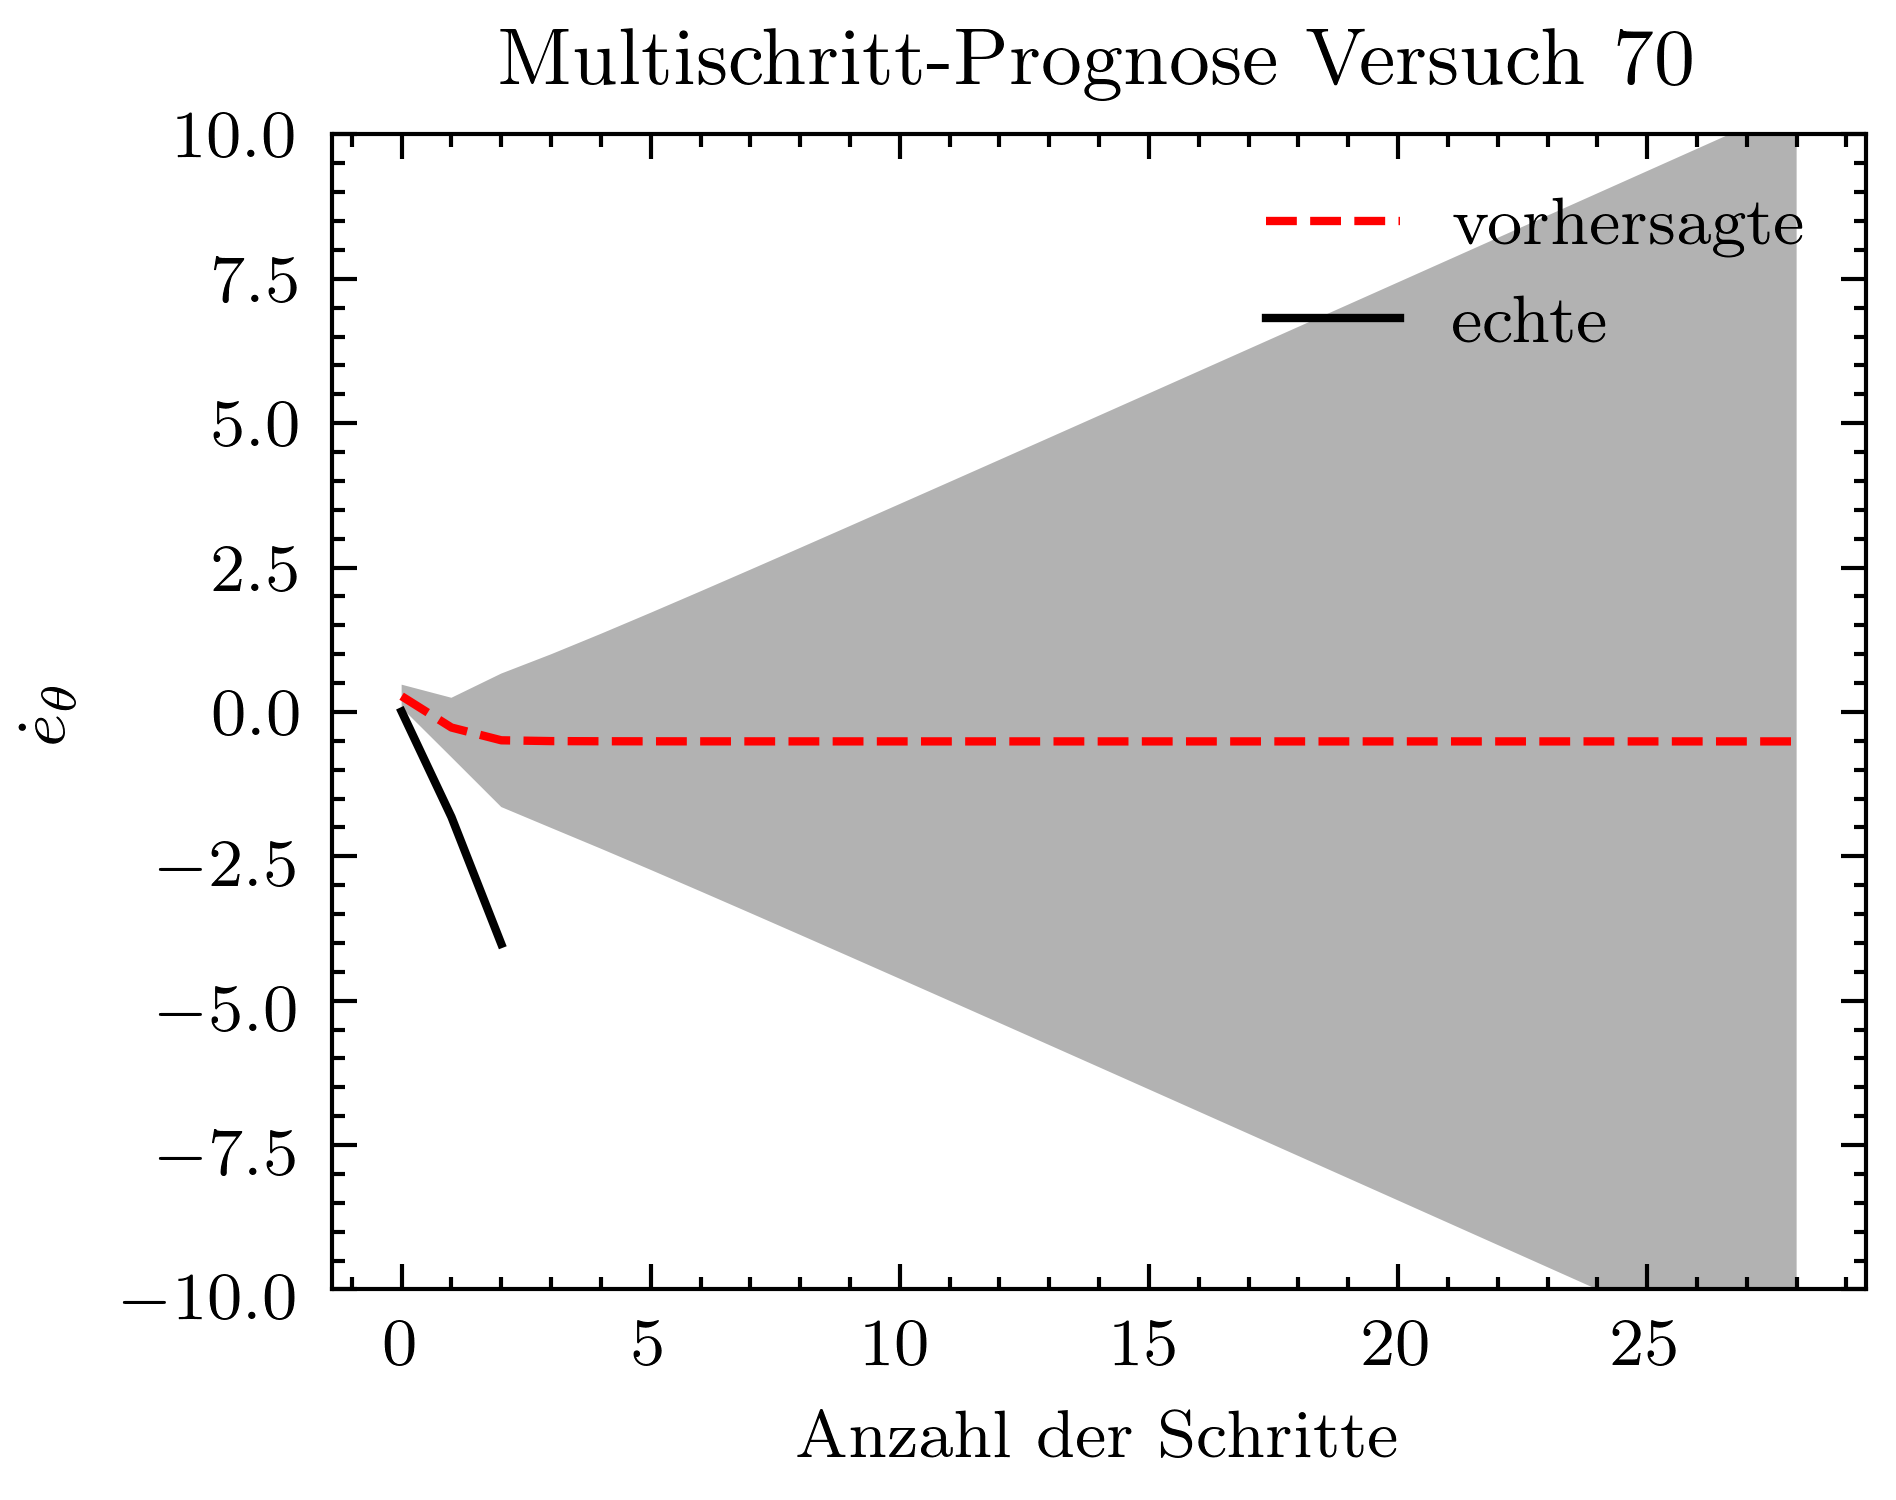 Multischritt-Prognose Versuch 70
10.0
7.5
5.0
2.5
0.0
−2.5
−5.0
−7.5
−10.0
ė_θ
vorhersagte
echte
0 5 10 15 20 25
Anzahl der Schritte